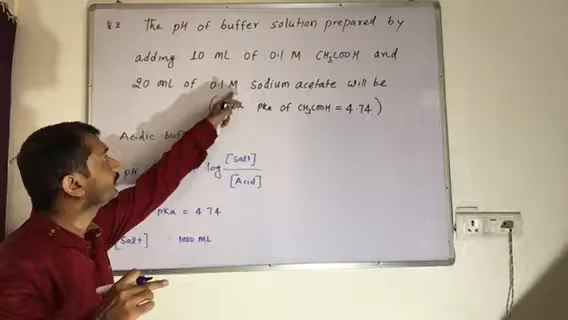 Q.2 The pH of buffer solution prepared by
adding 10 mL of 0.1 M CH3COOH and
20 mL of 0.1 M sodium acetate will be
pka of CH3COOH = 4.74 )
Acidic
pH log [Salt]
[Acid]
pka = 4.74
[Salt] 1000 ML